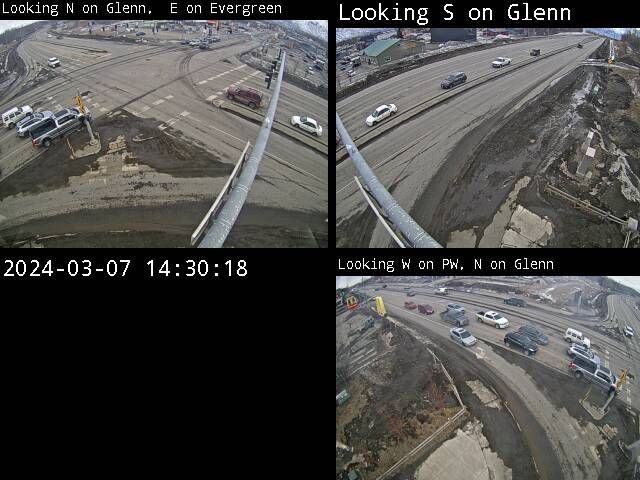 Looking N on Glenn, E on Evergreen
Looking S on Glenn
2024-03-07 14:30:18
Looking W on PW, N on Glenn